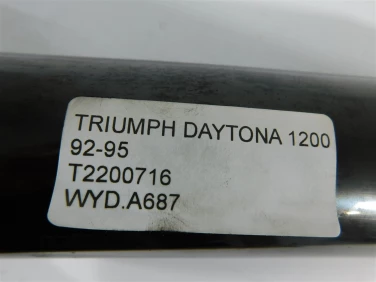 TRIUMPH DAYTONA 1200
92-95
T2200716
WYD.A687